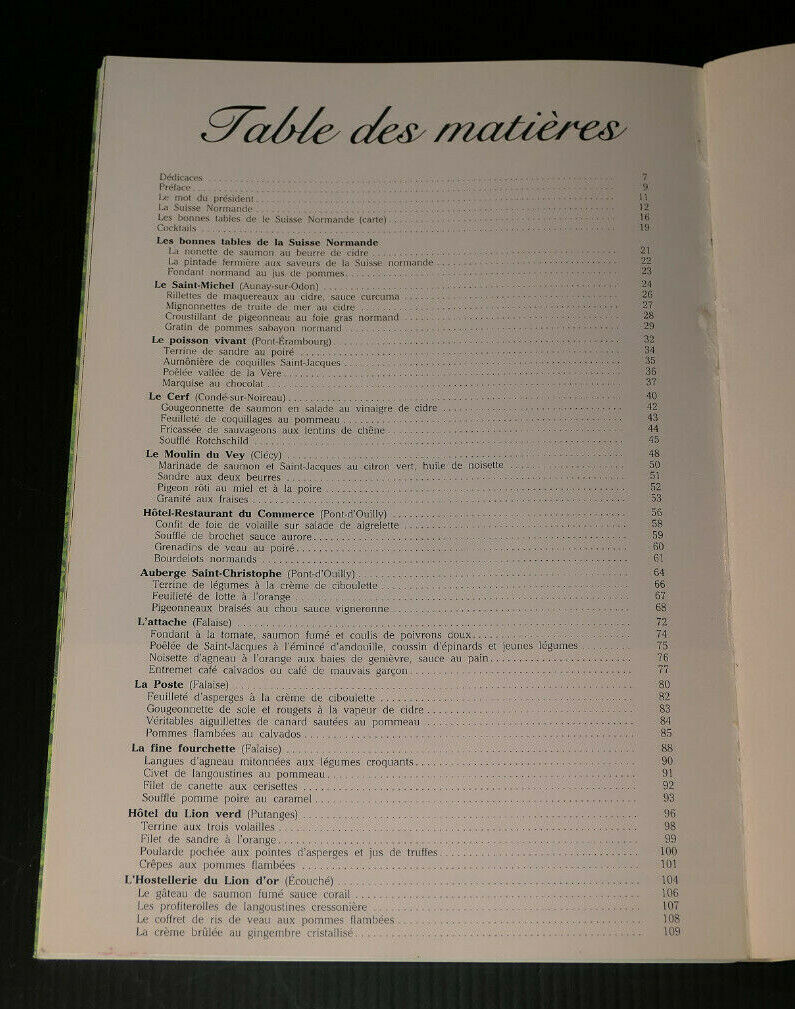 Table des matières
Dédicaces 7
Préface 9
Le mot du président 11
La Suisse Normande 12
Les bonnes tables de le Suisse Normande (carte) 16
Cocktails 19
Les bonnes tables de la Suisse Normande
La nonette de saumon au beurre de cidre 21
La pintade fermière aux saveurs de la Suisse normande 22
Fondant normand au jus de pommes 23
Le Saint-Michel (Aunay-sur-Odon) 24
Rillettes de maquereaux au cidre, sauce curcuma 26
Mignonnettes de truite de mer au cidre 27
Croustillant de pigeonneau au foie gras normand 28
Gratin de pommes sabayon normand 29
Le poisson vivant (Pont-Érambourg) 32
Terrine de sandre au poiré 34
Aumônière de coquilles Saint-Jacques 35
Poêlée vallée de la Vère 36
Marquise au chocolat 37
Le Cerf (Condé-sur-Noireau) 40
Gougeonnette de saumon en salade au vinaigre de cidre 42
Feuilleté de coquillages au pommeau 43
Fricassée de sauvageons aux lentins de chêne 44
Soufflé Rotchschild 45
Le Moulin du Vey (Clécy) 48
Marinade de saumon et Saint-Jacques au citron vert, huile de noisette 50
Sandre aux deux beurres 51
Pigeon rôti au miel et à la poire 52
Granité aux fraises 53
Hôtel-Restaurant du Commerce (Pont-d'Ouilly) 56
Confit de foie de volaille sur salade de aigrelette 58
Soufflé de brochet sauce aurore 59
Grenadins de veau au poiré 60
Bourdelots normands 61
Auberge Saint-Christophe (Pont-d'Ouilly) 64
Terrine de légumes à la crème de ciboulette 66
Feuilleté de lotte à l'orange 67
Pigeonneaux braisés au chou sauce vigneronne 68
L'attache (Falaise) 72
Fondant à la tomate, saumon fumé et coulis de poivrons doux 74
Poêlée de Saint-Jacques à l'émincé d'andouille, coussin d'épinards et jeunes légumes 75
Noisette d'agneau à l'orange aux baies de genièvre, sauce au pain 76
Entremet café calvados ou café de mauvais garçon 77
La Poste (Falaise) 80
Feuilleté d'asperges à la crème de ciboulette 82
Gougeonnette de sole et rougets à la vapeur de cidre 83
Véritables aiguillettes de canard sautées au pommeau 84
Pommes flambées au calvados 85
La fine fourchette (Falaise) 88
Langues d'agneau mitonnées aux légumes croquants 90
Civet de langoustines au pommeau 91
Filet de canette aux cerisettes 92
Soufflé pomme poire au caramel 93
Hôtel du Lion verd (Putanges) 96
Terrine aux trois volailles 98
Filet de sandre à l'orange 99
Poularde pochée aux pointes d'asperges et jus de truffes 100
Crêpes aux pommes flambées 101
L'Hostellerie du Lion d'or (Écouché) 104
Le gâteau de saumon fumé sauce corail 106
Les profiterolles de langoustines cressonière 107
Le coffret de ris de veau aux pommes flambées 108
La crème brûlée au gingembre cristallisé 109